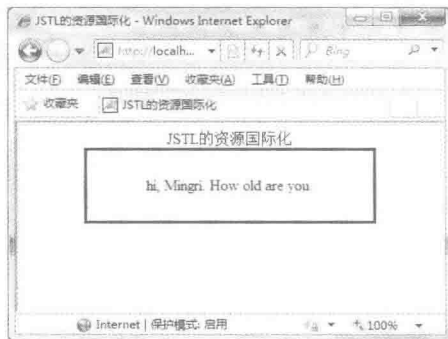 JSTL的资源国际化 - Windows Internet Explorer
http://localh... Bing
文件(F) 编辑(E) 查看(V) 收藏夹(A) 工具(T) 帮助(H)
收藏夹 JSTL的资源国际化
JSTL的资源国际化
hi, Mingri. How old are you
Internet | 保护模式: 启用 100%